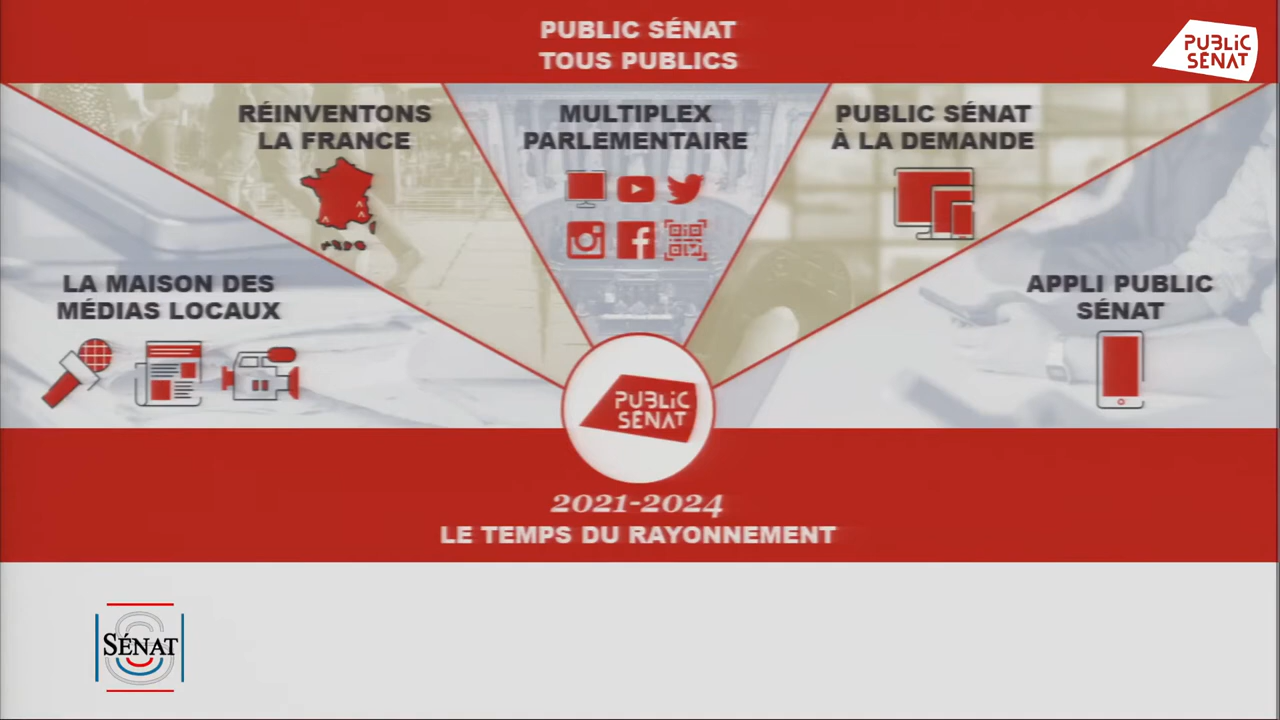 PUBLIC SÉNAT
TOUS PUBLICS
PUBLIC
SÉNAT
RÉINVENTONS
LA FRANCE
MULTIPLEX
PARLEMENTAIRE
PUBLIC SÉNAT
À LA DEMANDE
LA MAISON DES
MÉDIAS LOCAUX
APPLI PUBLIC
SÉNAT
PUBLIC
SÉNAT
2021-2024
LE TEMPS DU RAYONNEMENT
SÉNAT